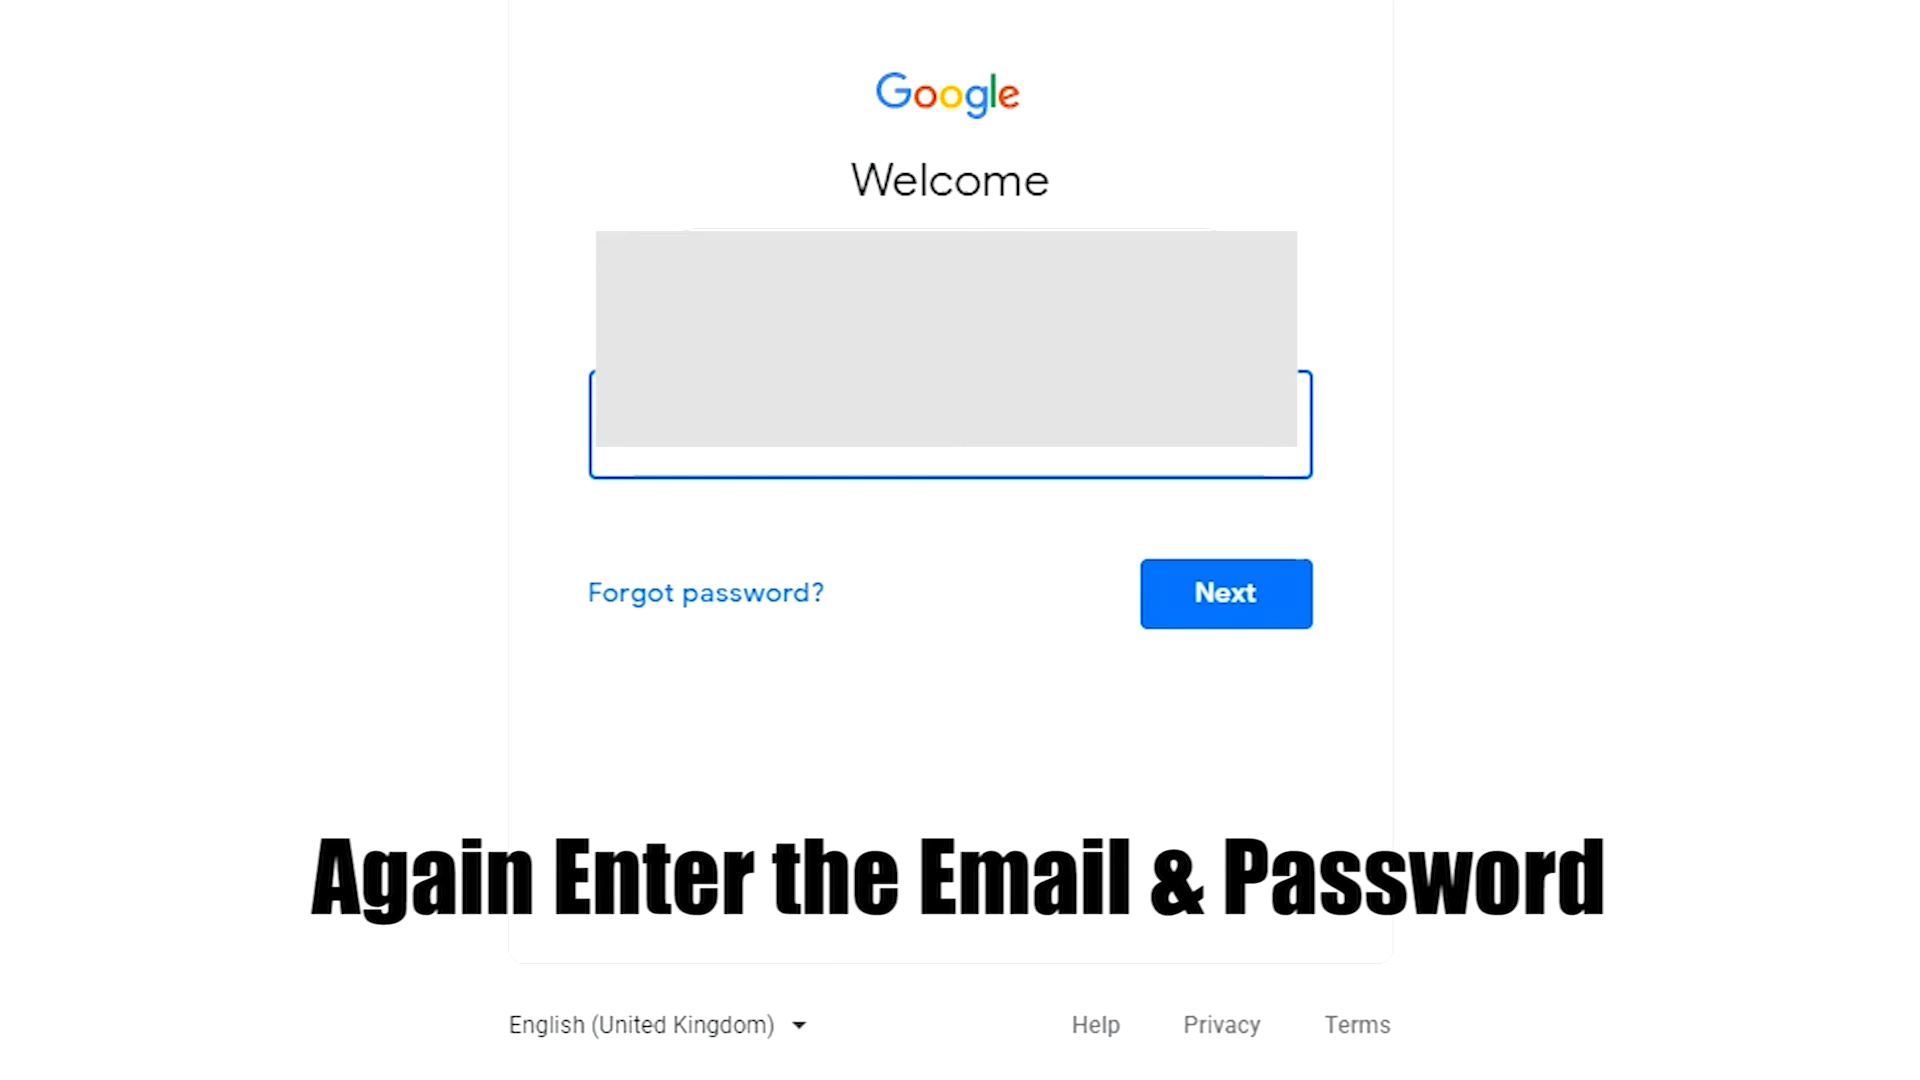 Google
Welcome
Forgot password?
Next
Again Enter the Email & Password
English (United Kingdom)
Help
Privacy
Terms